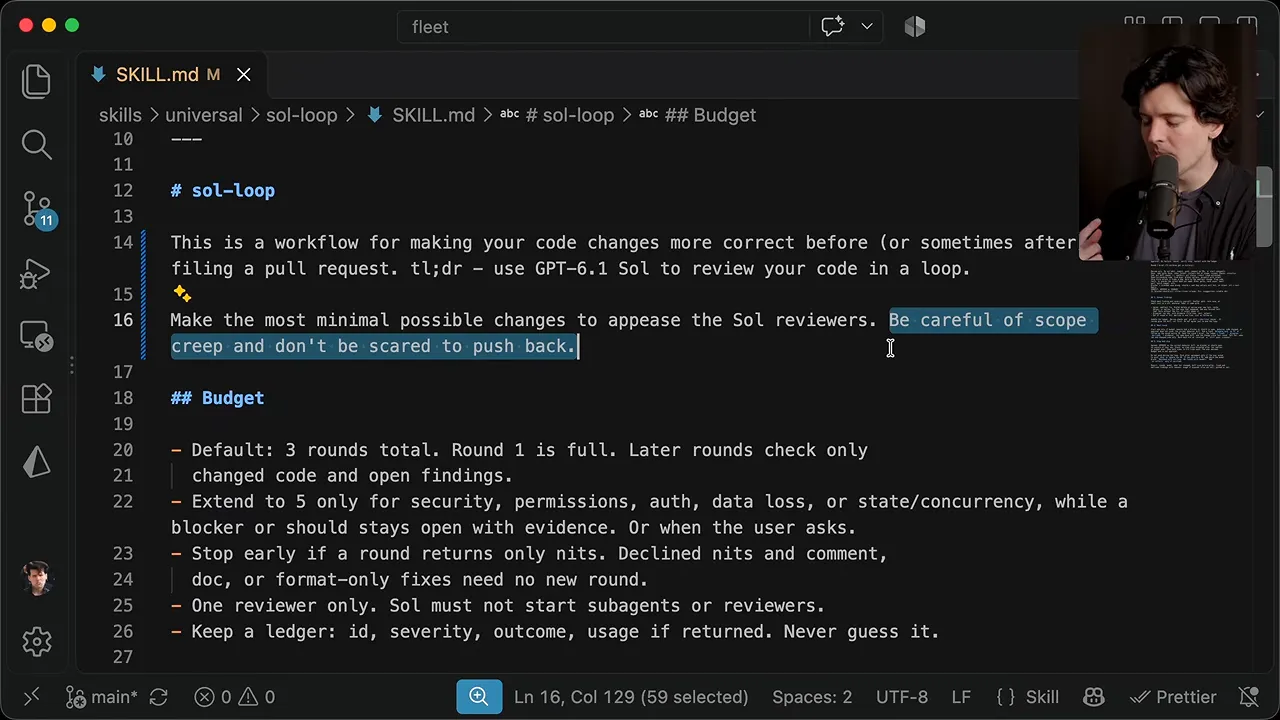 fleet
SKILL.md M
skills > universal > sol-loop > SKILL.md > abc # sol-loop > abc ## Budget
10 ---
11
12 # sol-loop
13
14 This is a workflow for making your code changes more correct before (or sometimes after
filing a pull request. tl;dr - use GPT-6.1 Sol to review your code in a loop.
15
16 Make the most minimal possible changes to appease the Sol reviewers. Be careful of scope
creep and don't be scared to push back.
17
18 ## Budget
19
20 - Default: 3 rounds total. Round 1 is full. Later rounds check only
21 changed code and open findings.
22 - Extend to 5 only for security, permissions, auth, data loss, or state/concurrency, while a
blocker or should stays open with evidence. Or when the user asks.
23 - Stop early if a round returns only nits. Declined nits and comment,
24 doc, or format-only fixes need no new round.
25 - One reviewer only. Sol must not start subagents or reviewers.
26 - Keep a ledger: id, severity, outcome, usage if returned. Never guess it.
27
11
main* 0 0 Ln 16, Col 129 (59 selected) Spaces: 2 UTF-8 LF {} Skill Prettier